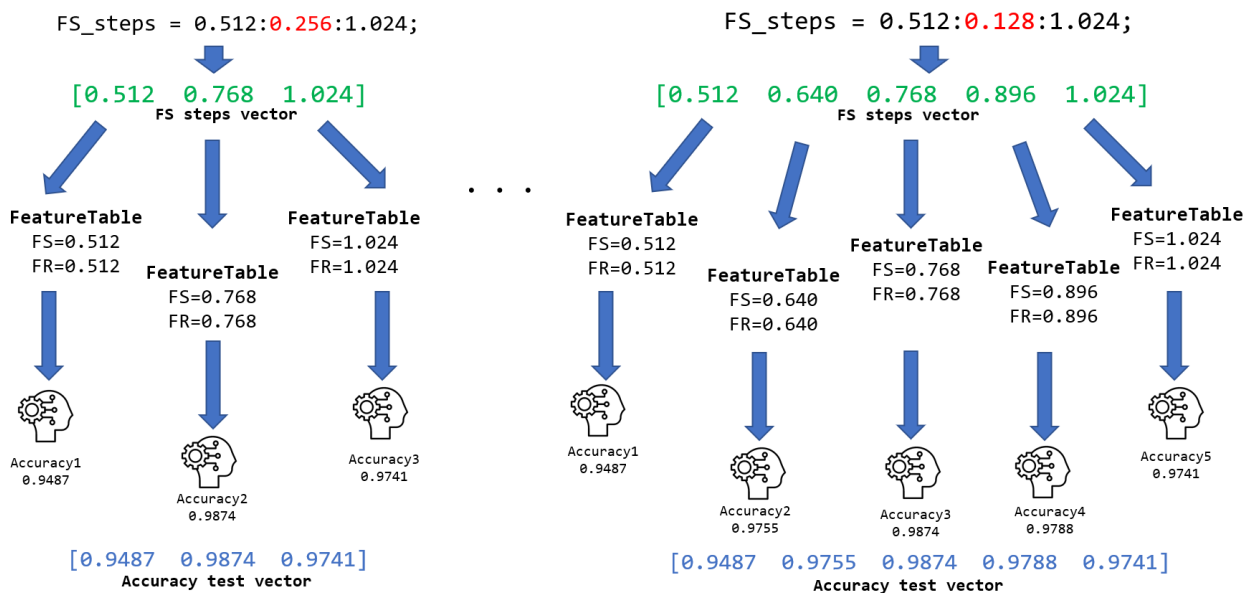 FS_steps = 0.512:0.256:1.024;
[0.512 0.768 1.024]
FS steps vector
FeatureTable
FS=0.512
FR=0.512
FeatureTable
FS=0.768
FR=0.768
FeatureTable
FS=1.024
FR=1.024
Accuracy1
0.9487
Accuracy2
0.9874
Accuracy3
0.9741
[0.9487 0.9874 0.9741]
Accuracy test vector
. . .
FS_steps = 0.512:0.128:1.024;
[0.512 0.640 0.768 0.896 1.024]
FS steps vector
FeatureTable
FS=0.512
FR=0.512
FeatureTable
FS=0.640
FR=0.640
FeatureTable
FS=0.768
FR=0.768
FeatureTable
FS=0.896
FR=0.896
FeatureTable
FS=1.024
FR=1.024
Accuracy1
0.9487
Accuracy2
0.9755
Accuracy3
0.9874
Accuracy4
0.9788
Accuracy5
0.9741
[0.9487 0.9755 0.9874 0.9788 0.9741]
Accuracy test vector